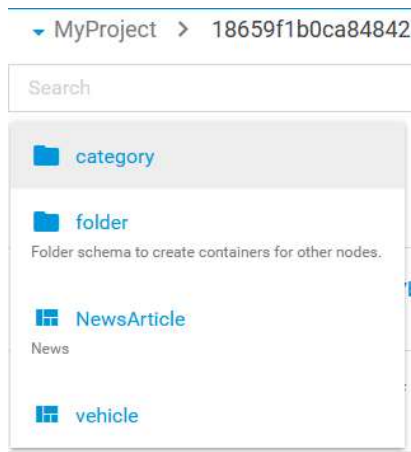 MyProject > 18659f1b0ca84842
Search
category
folder
Folder schema to create containers for other nodes.
NewsArticle
News
vehicle